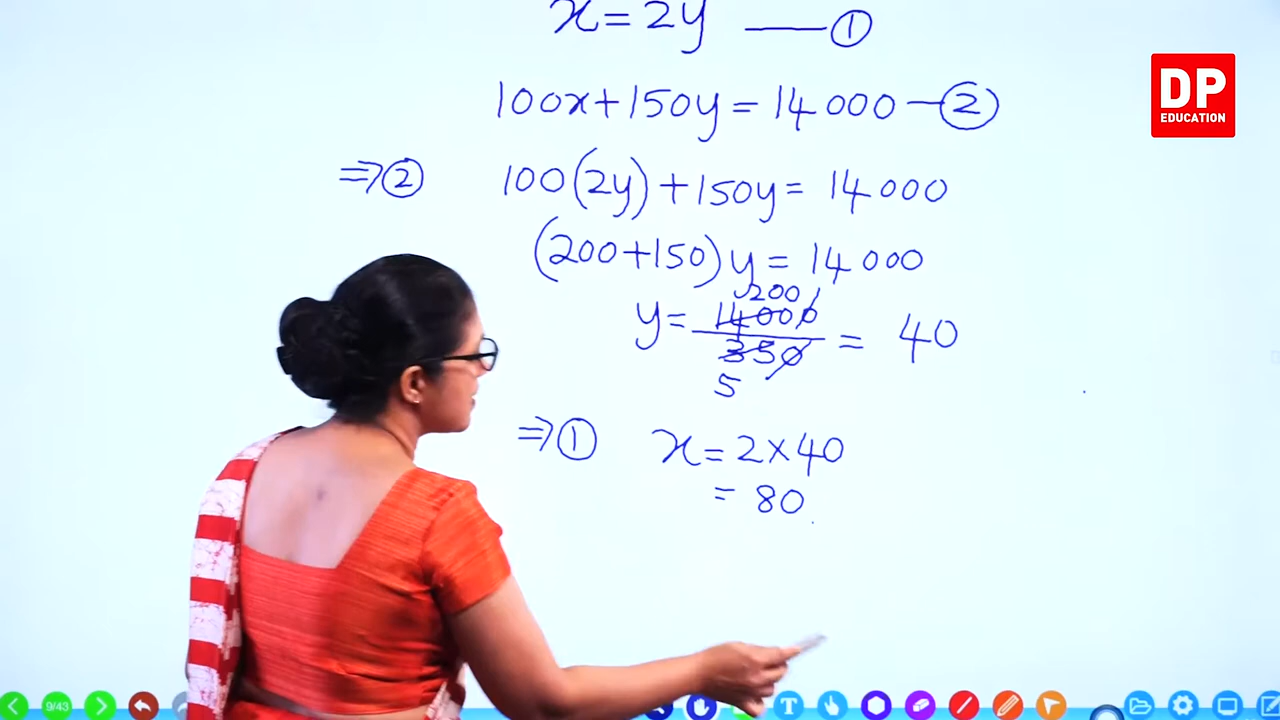 x = 2y —— ①
DP
EDUCATION
100x+150y = 14 000 — ②
⇒② 100(2y) + 150y = 14 000
(200+150)y = 14 000
200
y = 14000/350 = 40
5
⇒① x = 2×40
= 80
9/43
T